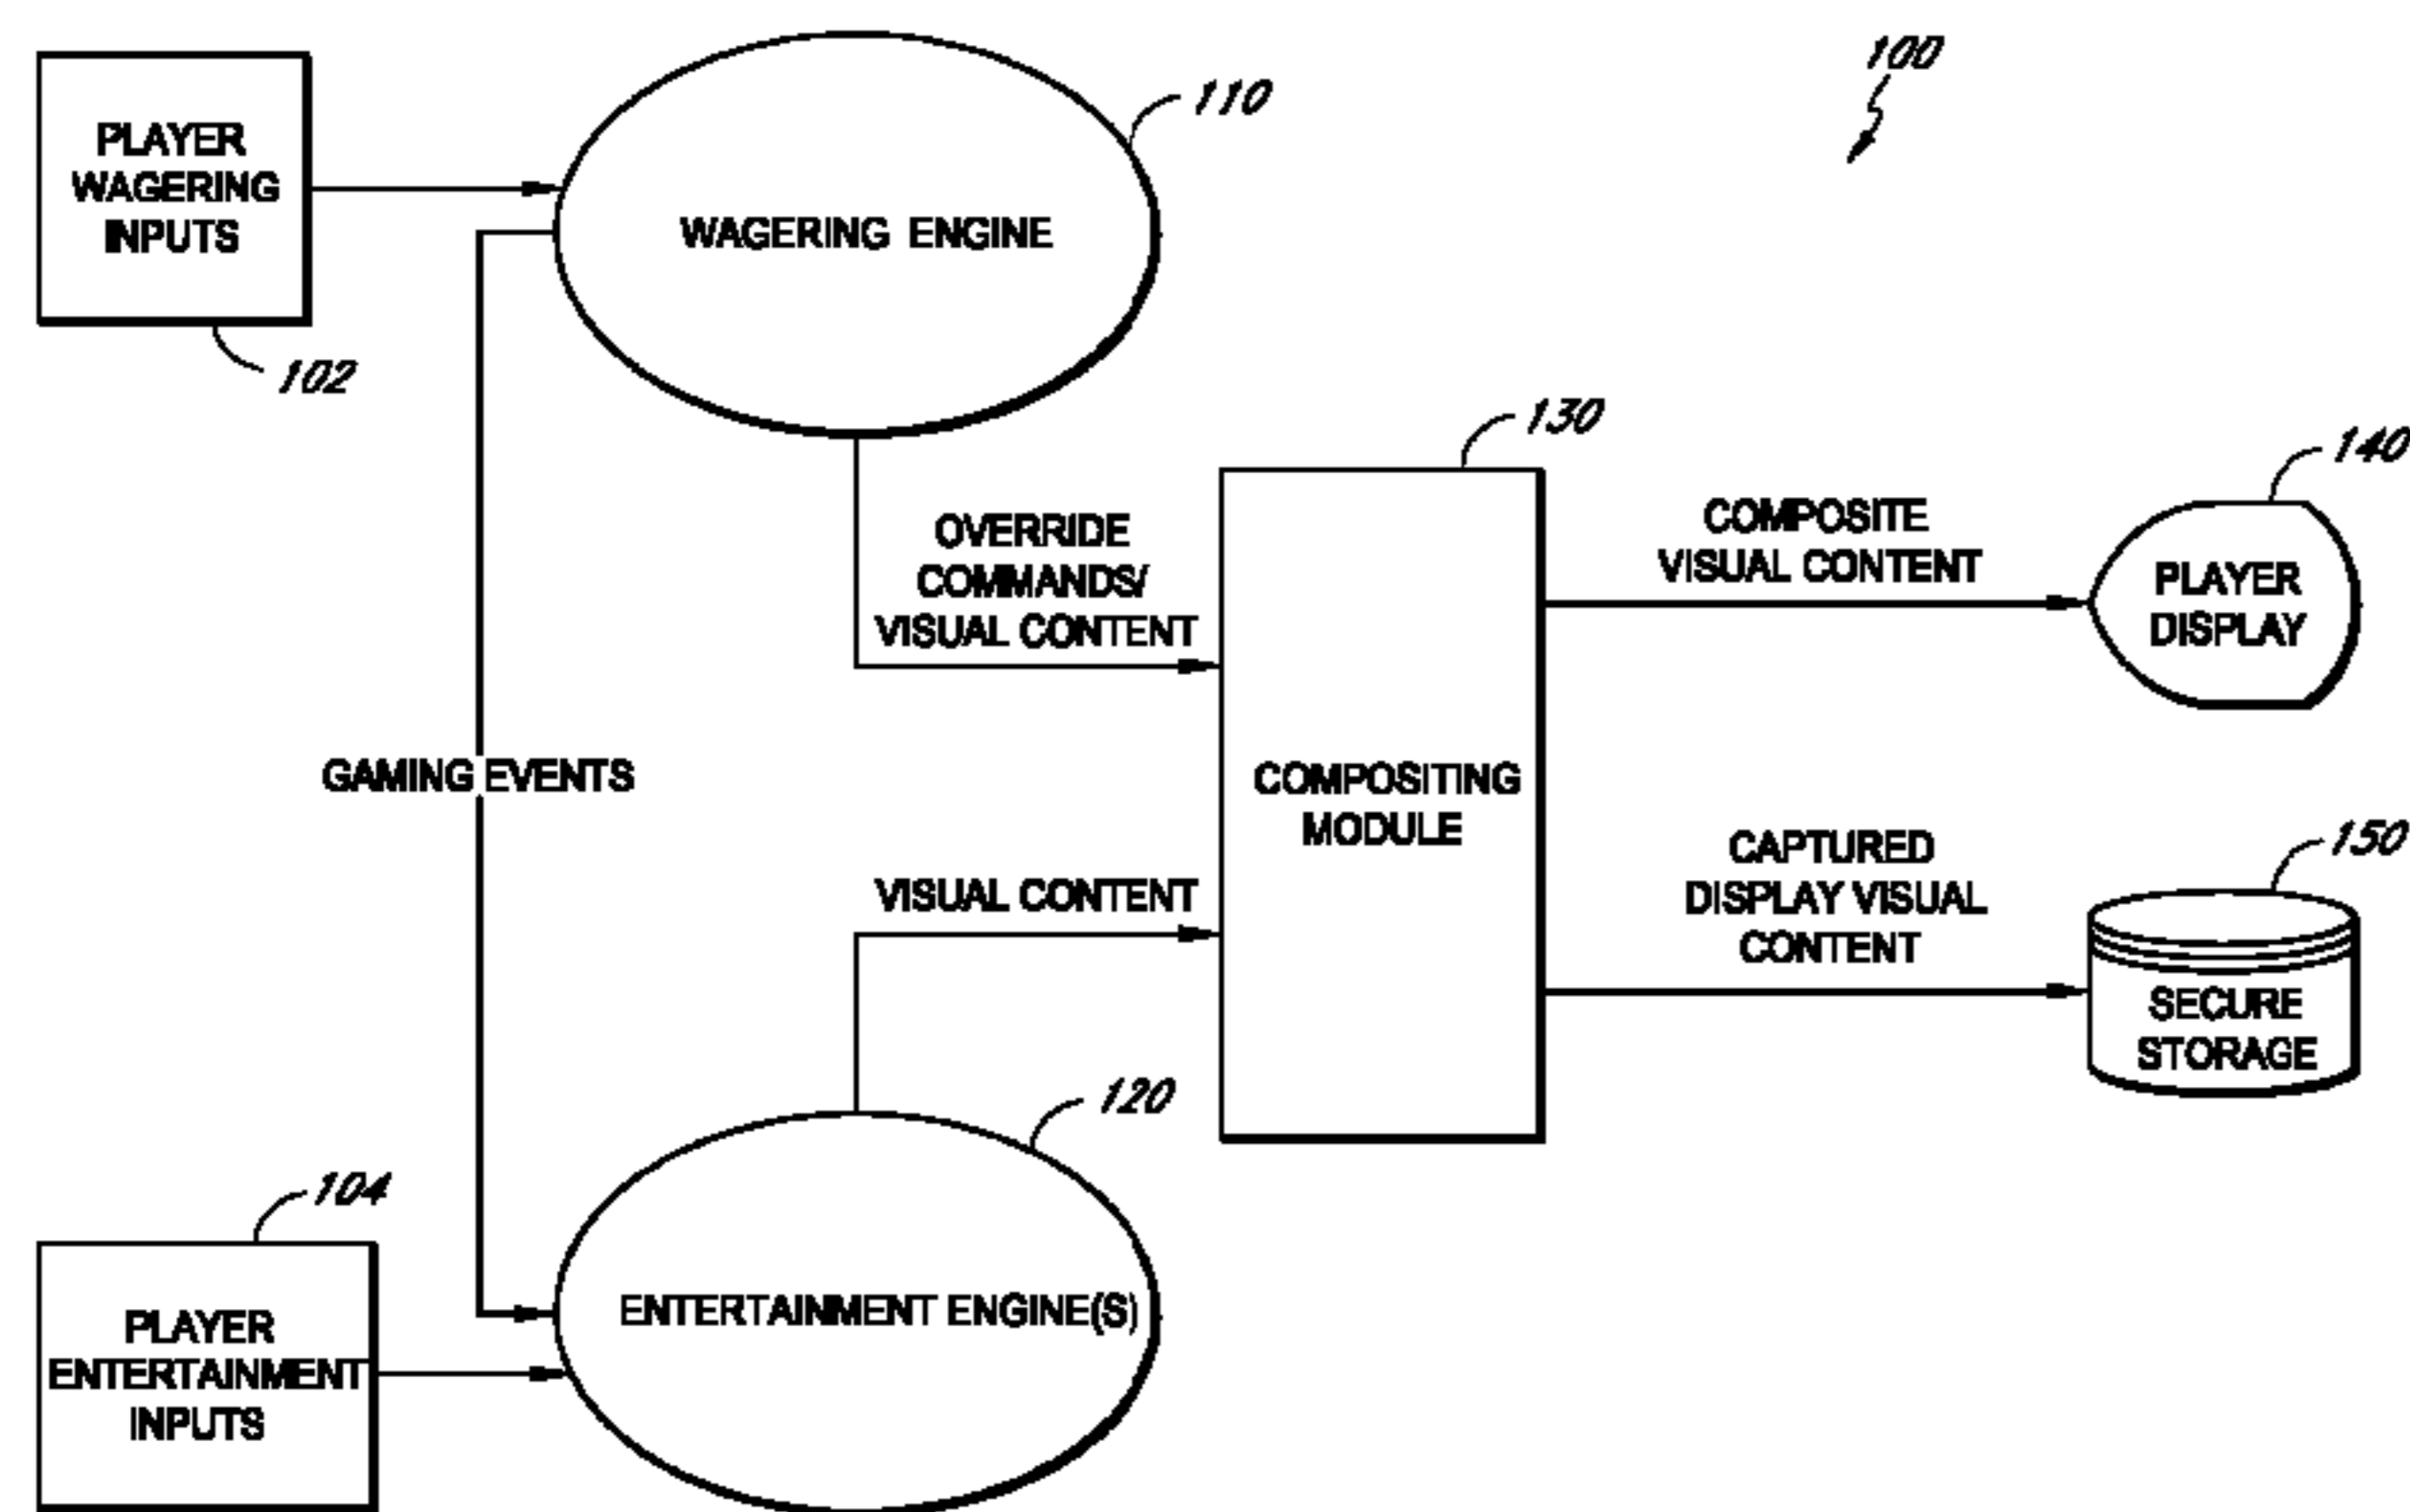 100
PLAYER
WAGERING
INPUTS
102
WAGERING ENGINE
110
OVERRIDE
COMMANDS/
VISUAL CONTENT
GAMING EVENTS
130
COMPOSITING
MODULE
COMPOSITE
VISUAL CONTENT
140
PLAYER
DISPLAY
CAPTURED
DISPLAY VISUAL
CONTENT
150
SECURE
STORAGE
VISUAL CONTENT
120
ENTERTAINMENT ENGINE(S)
104
PLAYER
ENTERTAINMENT
INPUTS